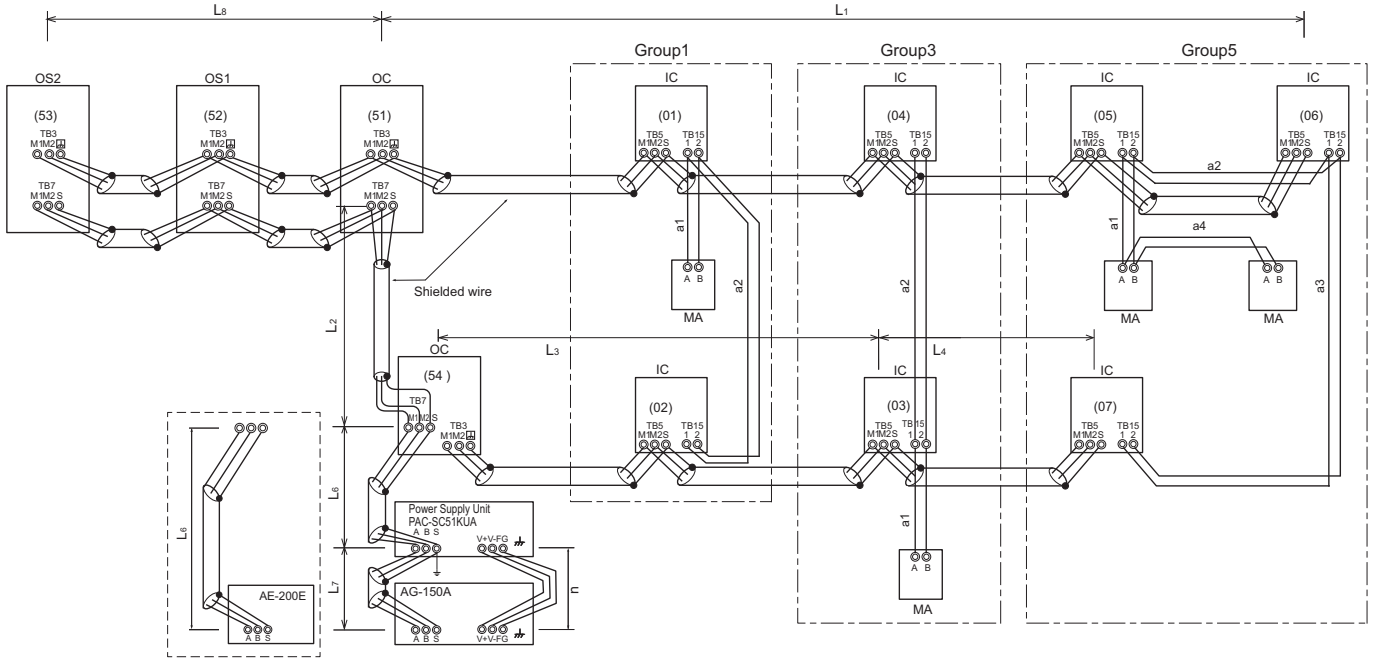 L8
L1
Group1
Group3
Group5
OS2
OS1
OC
IC
IC
IC
IC
(53)
(52)
(51)
(01)
(04)
(05)
(06)
TB3
M1M2
TB3
M1M2
TB3
M1M2
TB5
M1M2S
TB15
1 2
TB5
M1M2S
TB15
1 2
TB5
M1M2S
TB15
1 2
TB5
M1M2S
TB15
1 2
TB7
M1M2 S
TB7
M1M2 S
TB7
M1M2 S
a2
a1
a2
a2
a1
a4
a3
A B
MA
A B
MA
A B
MA
Shielded wire
L2
L3
L4
OC
(54 )
TB7
M1M2 S
TB3
M1M2
IC
(02)
TB5
M1M2S
TB15
1 2
IC
(03)
TB5
M1M2S
TB15
1 2
IC
(07)
TB5
M1M2S
TB15
1 2
a1
A B
MA
L6
L6
L7
Power Supply Unit
PAC-SC51KUA
A B S
V+V-FG
n
AG-150A
A B S
V+V-FG
AE-200E
A B S